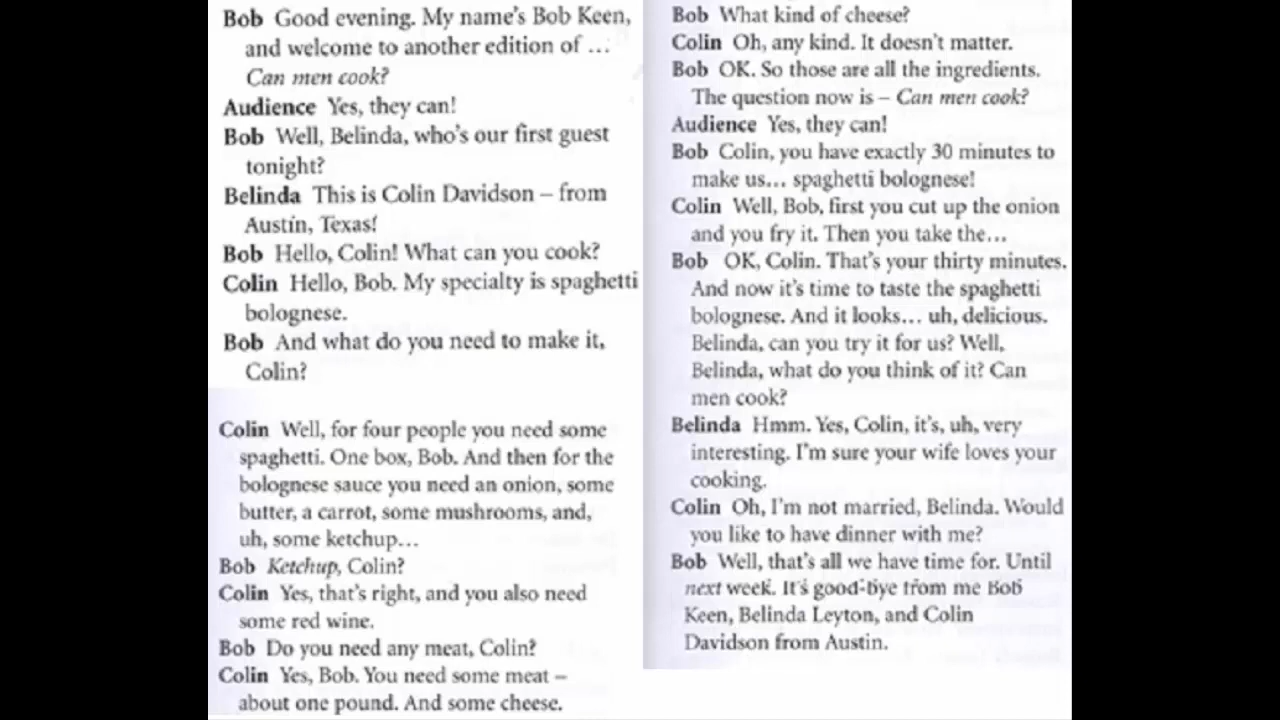 Bob Good evening. My name's Bob Keen,
and welcome to another edition of ...
Can men cook?
Audience Yes, they can!
Bob Well, Belinda, who's our first guest
tonight?
Belinda This is Colin Davidson – from
Austin, Texas!
Bob Hello, Colin! What can you cook?
Colin Hello, Bob. My specialty is spaghetti
bolognese.
Bob And what do you need to make it,
Colin?
Colin Well, for four people you need some
spaghetti. One box, Bob. And then for the
bolognese sauce you need an onion, some
butter, a carrot, some mushrooms, and,
uh, some ketchup...
Bob Ketchup, Colin?
Colin Yes, that's right, and you also need
some red wine.
Bob Do you need any meat, Colin?
Colin Yes, Bob. You need some meat –
about one pound. And some cheese.
Bob What kind of cheese?
Colin Oh, any kind. It doesn't matter.
Bob OK. So those are all the ingredients.
The question now is – Can men cook?
Audience Yes, they can!
Bob Colin, you have exactly 30 minutes to
make us... spaghetti bolognese!
Colin Well, Bob, first you cut up the onion
and you fry it. Then you take the...
Bob OK, Colin. That's your thirty minutes.
And now it's time to taste the spaghetti
bolognese. And it looks... uh, delicious.
Belinda, can you try it for us? Well,
Belinda, what do you think of it? Can
men cook?
Belinda Hmm. Yes, Colin, it's, uh, very
interesting. I'm sure your wife loves your
cooking.
Colin Oh, I'm not married, Belinda. Would
you like to have dinner with me?
Bob Well, that's all we have time for. Until
next week. It's good-bye from me Bob
Keen, Belinda Leyton, and Colin
Davidson from Austin.